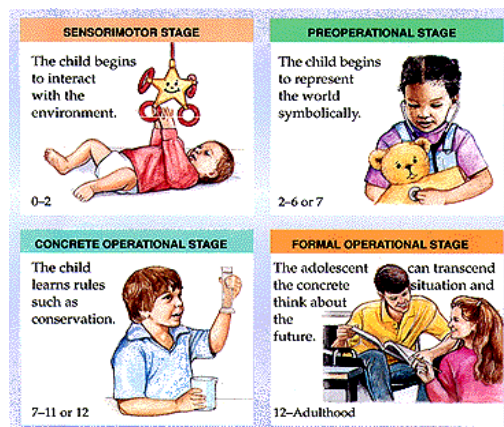 SENSORIMOTOR STAGE
The child begins
to interact
with the
environment.
0–2
PREOPERATIONAL STAGE
The child begins
to represent
the world
symbolically.
2–6 or 7
CONCRETE OPERATIONAL STAGE
The child
learns rules
such as
conservation.
7–11 or 12
FORMAL OPERATIONAL STAGE
The adolescent can transcend
the concrete situation and
think about
the
future.
12–Adulthood